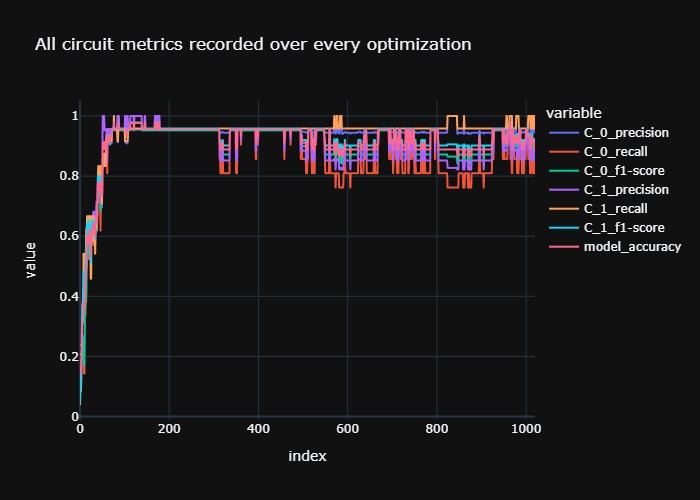 All circuit metrics recorded over every optimization
variable
C_0_precision
C_0_recall
C_0_f1-score
C_1_precision
C_1_recall
C_1_f1-score
model_accuracy
value
1
0.8
0.6
0.4
0.2
0
0 200 400 600 800 1000
index